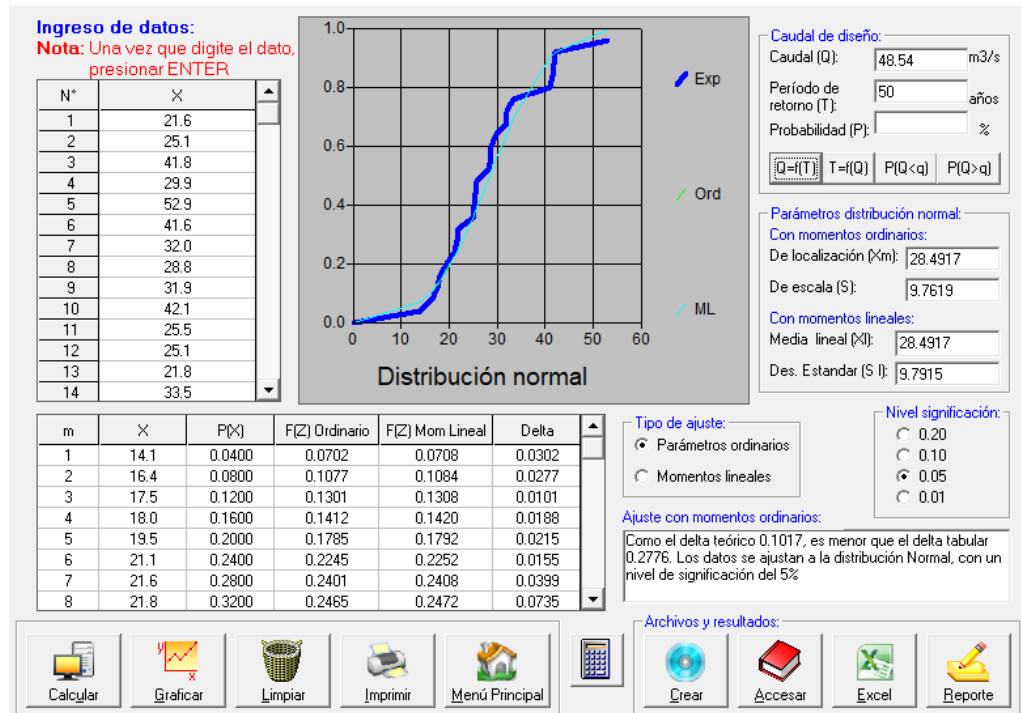 Ingreso de datos:
Nota: Una vez que digite el dato,
presionar ENTER
N° X
1 21.6
2 25.1
3 41.8
4 29.9
5 52.9
6 41.6
7 32.0
8 28.8
9 31.9
10 42.1
11 25.5
12 25.1
13 21.8
14 33.5
1.0
0.8
0.6
0.4
0.2
0.0
0 10 20 30 40 50 60
Distribución normal
Exp
Ord
ML
Caudal de diseño:
Caudal (Q): 48.54 m3/s
Período de
retorno (T): 50 años
Probabilidad (P): %
Q=f(T) T=f(Q) P(Q<q) P(Q>q)
Parámetros distribución normal:
Con momentos ordinarios:
De localización (Xm): 28.4917
De escala (S): 9.7619
Con momentos lineales:
Media lineal (Xl): 28.4917
Des. Estandar (S l): 9.7915
m X P(X) F(Z) Ordinario F(Z) Mom Lineal Delta
1 14.1 0.0400 0.0702 0.0708 0.0302
2 16.4 0.0800 0.1077 0.1084 0.0277
3 17.5 0.1200 0.1301 0.1308 0.0101
4 18.0 0.1600 0.1412 0.1420 0.0188
5 19.5 0.2000 0.1785 0.1792 0.0215
6 21.1 0.2400 0.2245 0.2252 0.0155
7 21.6 0.2800 0.2401 0.2408 0.0399
8 21.8 0.3200 0.2465 0.2472 0.0735
Tipo de ajuste:
Parámetros ordinarios
Momentos lineales
Nivel significación:
0.20
0.10
0.05
0.01
Ajuste con momentos ordinarios:
Como el delta teórico 0.1017, es menor que el delta tabular
0.2776. Los datos se ajustan a la distribución Normal, con un
nivel de significación del 5%
Calcular
Graficar
Limpiar
Imprimir
Menú Principal
Archivos y resultados:
Crear
Accesar
Excel
Reporte